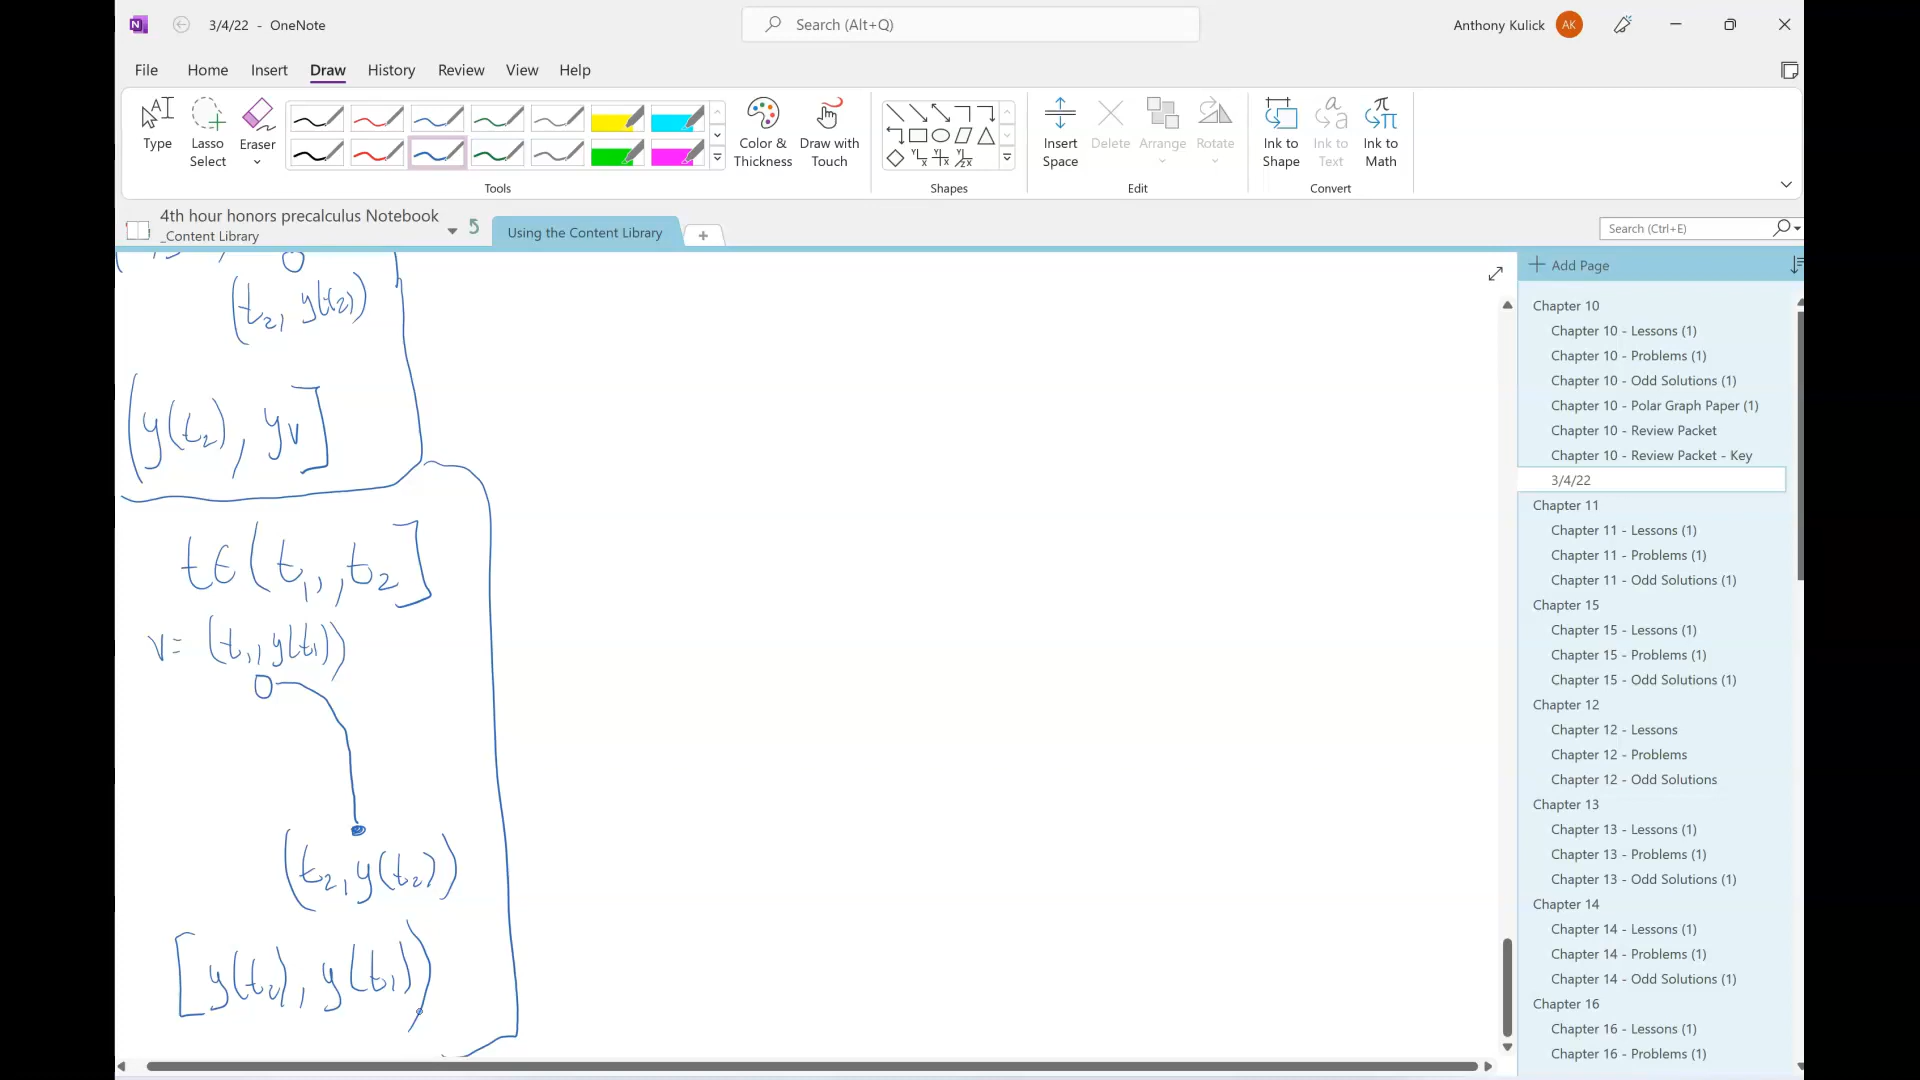 3/4/22 - OneNote
Search (Alt+Q)
Anthony Kulick AK
File Home Insert Draw History Review View Help
Type
Lasso Select
Eraser
Color & Thickness
Draw with Touch
Insert Space
Delete
Arrange
Rotate
Ink to Shape
Ink to Text
Ink to Math
Tools
Shapes
Edit
Convert
4th hour honors precalculus Notebook
_Content Library
Using the Content Library
Search (Ctrl+E)
(t₂, y(t₂))
(y(t₂), yv]
t∈(t₁, t₂]
v= (t₁, y(t₁))
(t₂, y(t₂))
[y(t₂), y(t₁))
Add Page
Chapter 10
Chapter 10 - Lessons (1)
Chapter 10 - Problems (1)
Chapter 10 - Odd Solutions (1)
Chapter 10 - Polar Graph Paper (1)
Chapter 10 - Review Packet
Chapter 10 - Review Packet - Key
3/4/22
Chapter 11
Chapter 11 - Lessons (1)
Chapter 11 - Problems (1)
Chapter 11 - Odd Solutions (1)
Chapter 15
Chapter 15 - Lessons (1)
Chapter 15 - Problems (1)
Chapter 15 - Odd Solutions (1)
Chapter 12
Chapter 12 - Lessons
Chapter 12 - Problems
Chapter 12 - Odd Solutions
Chapter 13
Chapter 13 - Lessons (1)
Chapter 13 - Problems (1)
Chapter 13 - Odd Solutions (1)
Chapter 14
Chapter 14 - Lessons (1)
Chapter 14 - Problems (1)
Chapter 14 - Odd Solutions (1)
Chapter 16
Chapter 16 - Lessons (1)
Chapter 16 - Problems (1)